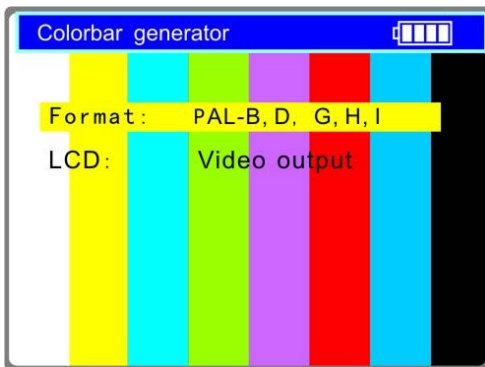 Colorbar generator
Format: PAL-B, D, G, H, I
LCD: Video output